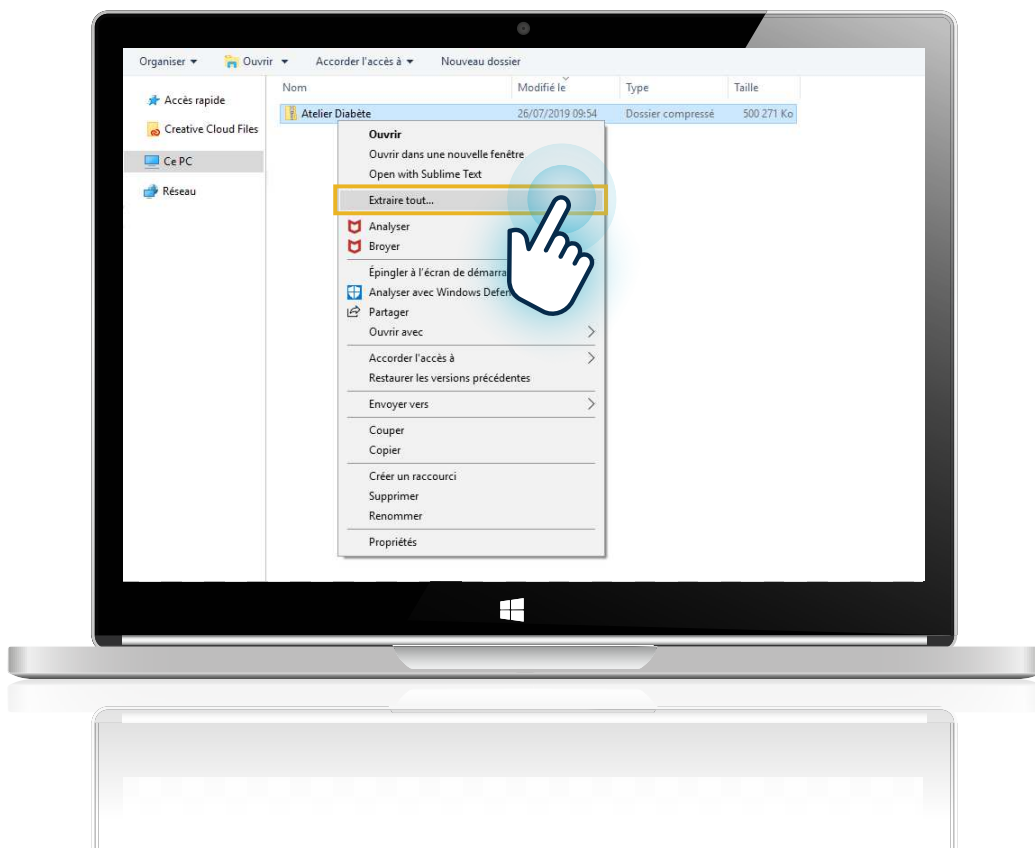 Organiser Ouvrir Accorder l'accès à Nouveau dossier
Nom Modifié le Type Taille
Accès rapide
Creative Cloud Files
Ce PC
Réseau
Atelier Diabète 26/07/2019 09:54 Dossier compressé 500 271 Ko
Ouvrir
Ouvrir dans une nouvelle fenêtre
Open with Sublime Text
Extraire tout...
Analyser
Broyer
Épingler à l'écran de
Analyser avec Windows
Partager
Ouvrir avec
Accorder l'accès à
Restaurer les versions précédentes
Envoyer vers
Couper
Copier
Créer un raccourci
Supprimer
Renommer
Propriétés